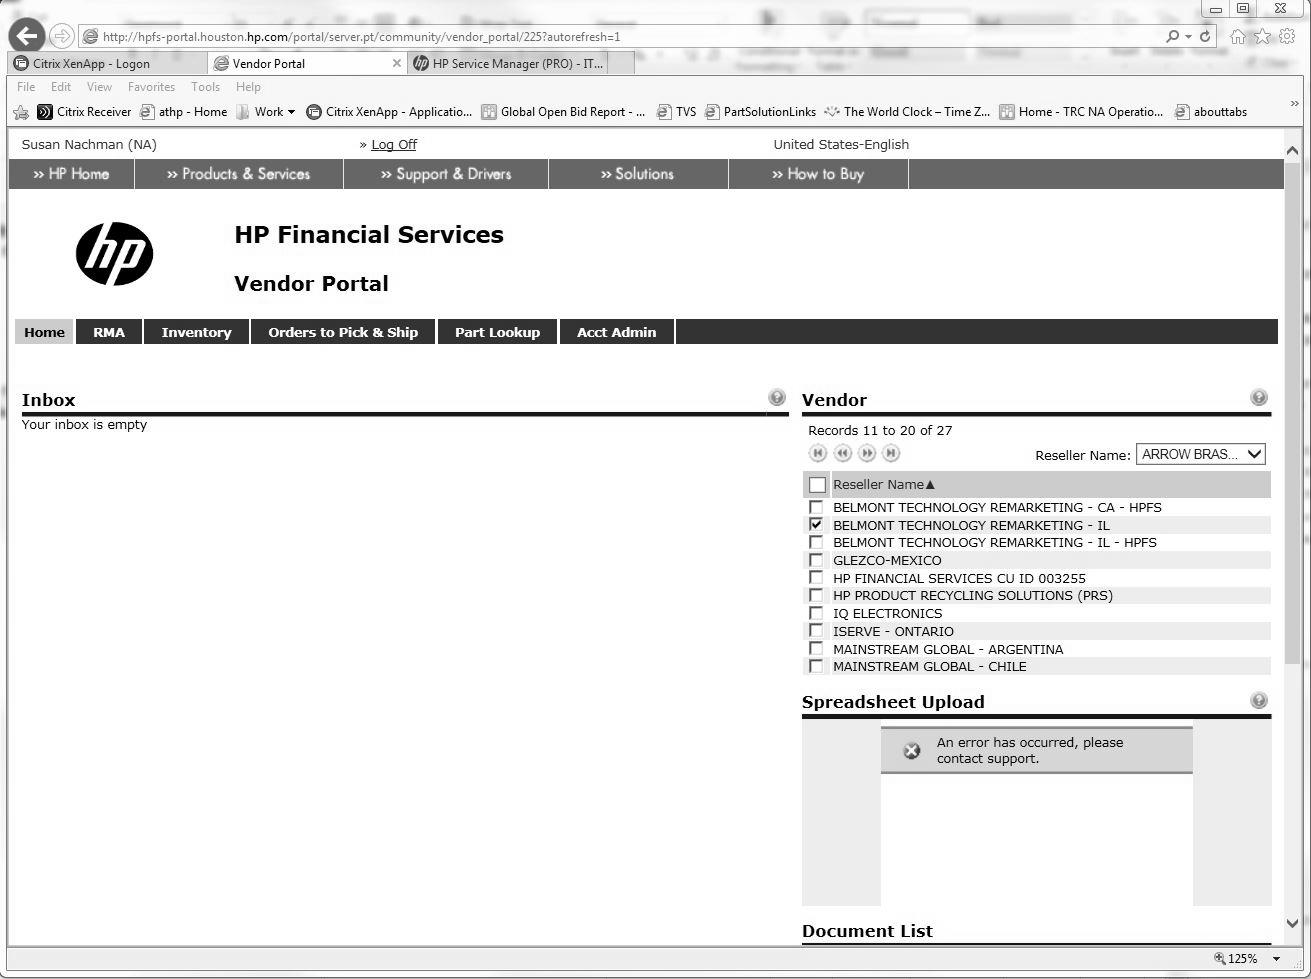 http://hpfs-portal.houston.hp.com/portal/server.pt/community/vendor_portal/225?autorefresh=1
Citrix XenApp - Logon
Vendor Portal
HP Service Manager (PRO) - IT...
File Edit View Favorites Tools Help
Citrix Receiver athp - Home Work Citrix XenApp - Applicatio... Global Open Bid Report - ... TVS PartSolutionLinks The World Clock – Time Z... Home - TRC NA Operatio... abouttabs
Susan Nachman (NA) » Log Off United States-English
» HP Home » Products & Services » Support & Drivers » Solutions » How to Buy
hp
HP Financial Services
Vendor Portal
Home RMA Inventory Orders to Pick & Ship Part Lookup Acct Admin
Inbox
Your inbox is empty
Vendor
Records 11 to 20 of 27
Reseller Name: ARROW BRAS...
Reseller Name▲
BELMONT TECHNOLOGY REMARKETING - CA - HPFS
BELMONT TECHNOLOGY REMARKETING - IL
BELMONT TECHNOLOGY REMARKETING - IL - HPFS
GLEZCO-MEXICO
HP FINANCIAL SERVICES CU ID 003255
HP PRODUCT RECYCLING SOLUTIONS (PRS)
IQ ELECTRONICS
ISERVE - ONTARIO
MAINSTREAM GLOBAL - ARGENTINA
MAINSTREAM GLOBAL - CHILE
Spreadsheet Upload
An error has occurred, please
contact support.
Document List
125%